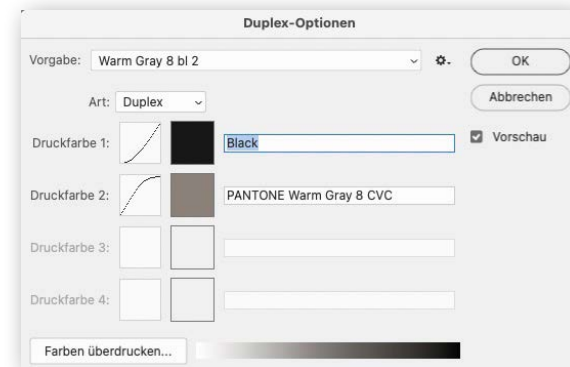 Duplex-Optionen
Vorgabe: Warm Gray 8 bl 2
OK
Art: Duplex
Abbrechen
Druckfarbe 1: Black
Vorschau
Druckfarbe 2: PANTONE Warm Gray 8 CVC
Druckfarbe 3:
Druckfarbe 4:
Farben überdrucken...